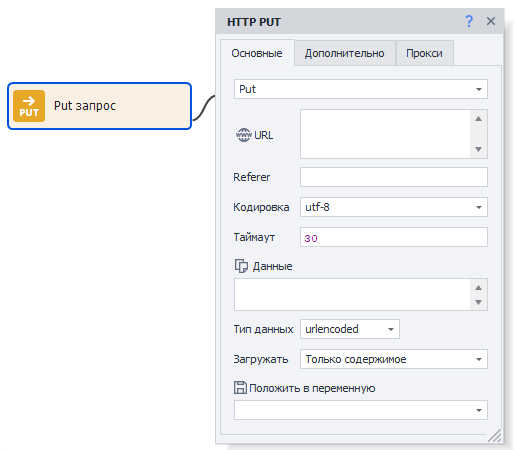 HTTP PUT
?
Основные
Дополнительно
Прокси
PUT
Put запрос
Put
www
URL
Referer
Кодировка
utf-8
Таймаут
30
Данные
Тип данных
urlencoded
Загружать
Только содержимое
Положить в переменную